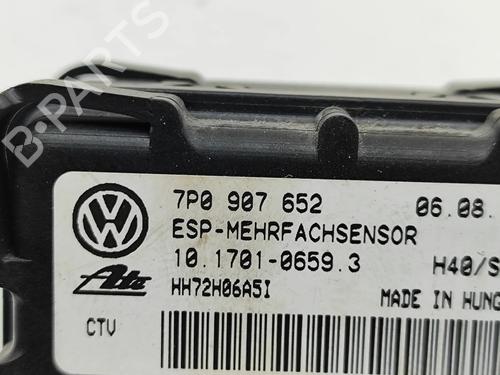 B-PARTS
7P0 907 652 06.08.
ESP-MEHRFACHSENSOR
10.1701-0659.3 H40/S
HH72H06A5I MADE IN HUNG
Ate
CTV